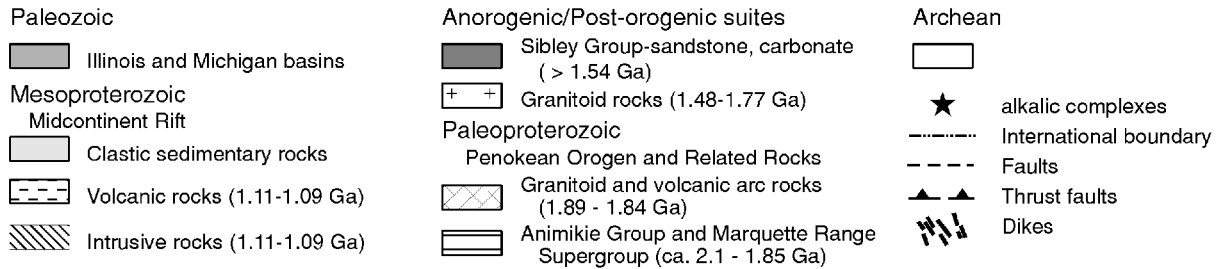 Paleozoic
Illinois and Michigan basins
Mesoproterozoic
Midcontinent Rift
Clastic sedimentary rocks
Volcanic rocks (1.11-1.09 Ga)
Intrusive rocks (1.11-1.09 Ga)
Anorogenic/Post-orogenic suites
Sibley Group-sandstone, carbonate
( > 1.54 Ga)
Granitoid rocks (1.48-1.77 Ga)
Paleoproterozoic
Penokean Orogen and Related Rocks
Granitoid and volcanic arc rocks
(1.89 - 1.84 Ga)
Animikie Group and Marquette Range
Supergroup (ca. 2.1 - 1.85 Ga)
Archean
alkalic complexes
International boundary
Faults
Thrust faults
Dikes